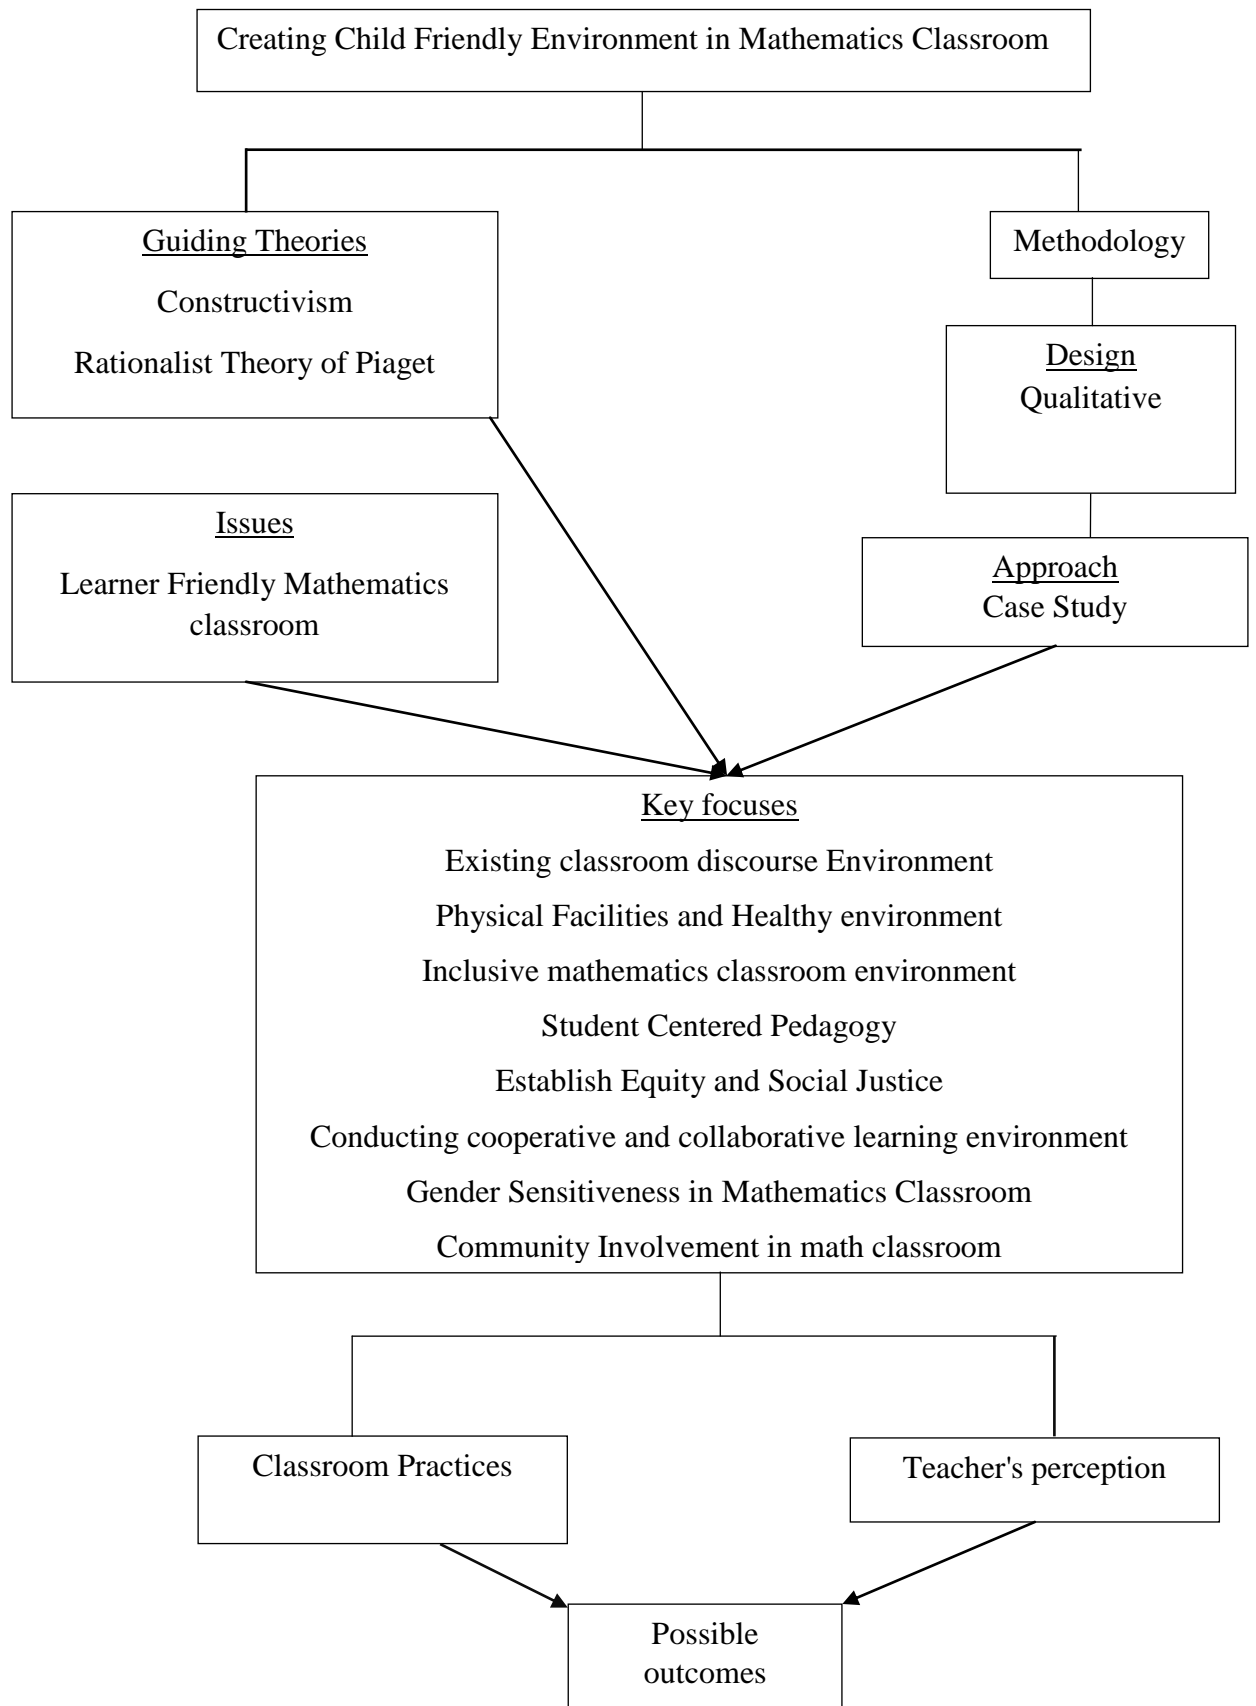 Creating Child Friendly Environment in Mathematics Classroom
Guiding Theories
Constructivism
Rationalist Theory of Piaget
Methodology
Design
Qualitative
Issues
Learner Friendly Mathematics
classroom
Approach
Case Study
Key focuses
Existing classroom discourse Environment
Physical Facilities and Healthy environment
Inclusive mathematics classroom environment
Student Centered Pedagogy
Establish Equity and Social Justice
Conducting cooperative and collaborative learning environment
Gender Sensitiveness in Mathematics Classroom
Community Involvement in math classroom
Classroom Practices
Teacher's perception
Possible
outcomes